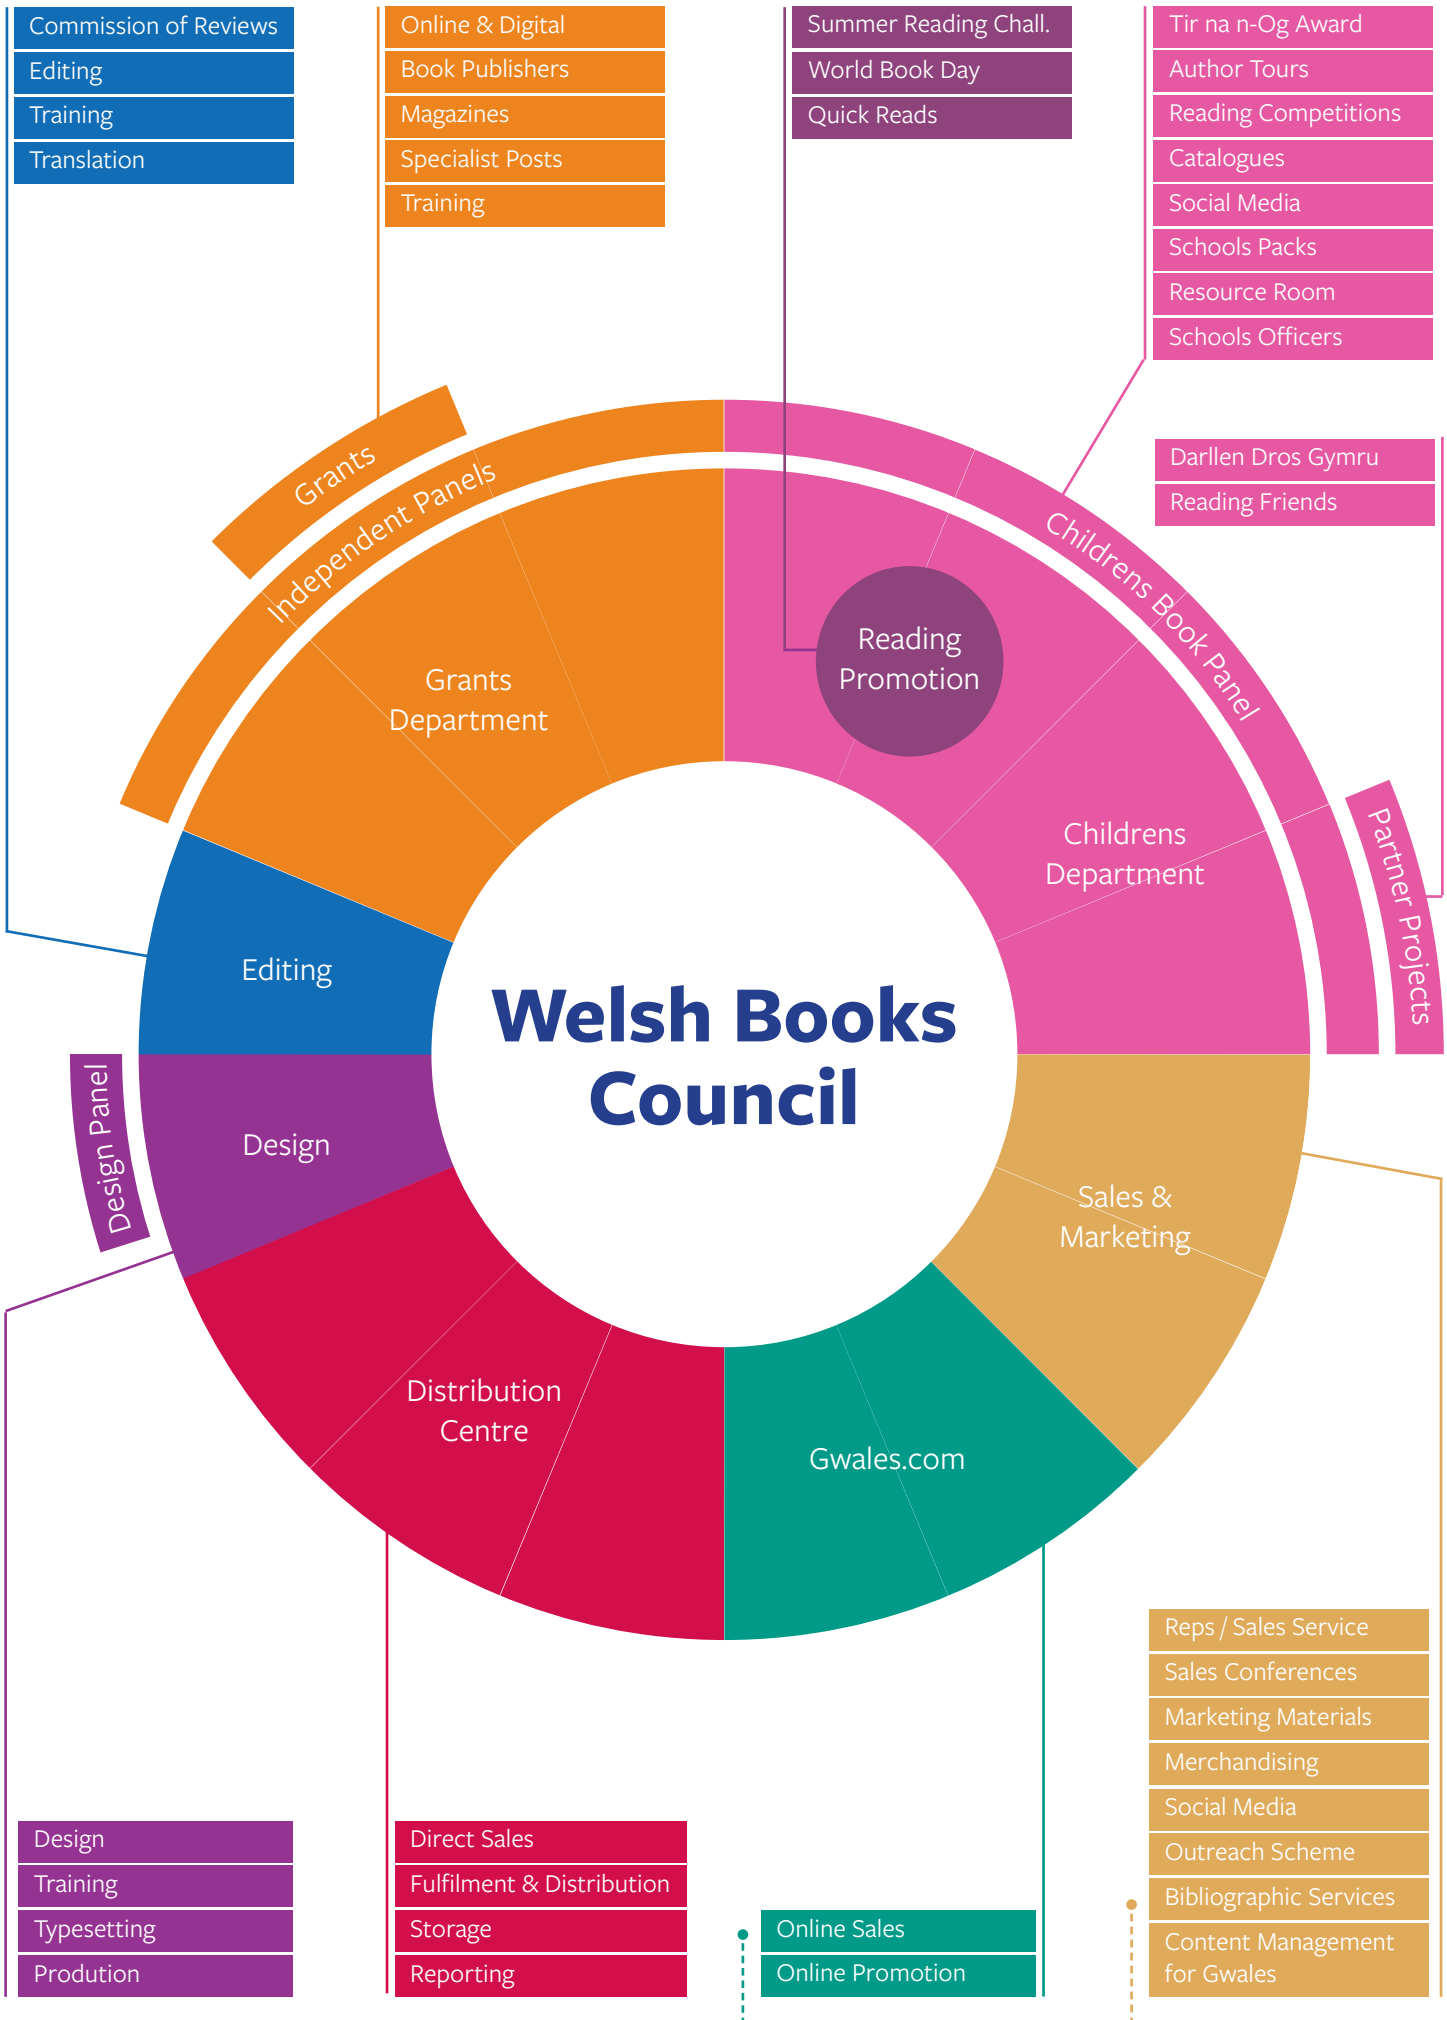 Commission of Reviews
Editing
Training
Translation
Online & Digital
Book Publishers
Magazines
Specialist Posts
Training
Summer Reading Chall.
World Book Day
Quick Reads
Tir na n-Og Award
Author Tours
Reading Competitions
Catalogues
Social Media
Schools Packs
Resource Room
Schools Officers
Darllen Dros Gymru
Reading Friends
Grants
Independent Panels
Childrens Book Panel
Partner Projects
Grants
Department
Reading
Promotion
Childrens
Department
Editing
Welsh Books
Council
Design Panel
Design
Sales &
Marketing
Distribution
Centre
Gwales.com
Design
Training
Typesetting
Prodution
Direct Sales
Fulfilment & Distribution
Storage
Reporting
Online Sales
Online Promotion
Reps / Sales Service
Sales Conferences
Marketing Materials
Merchandising
Social Media
Outreach Scheme
Bibliographic Services
Content Management
for Gwales